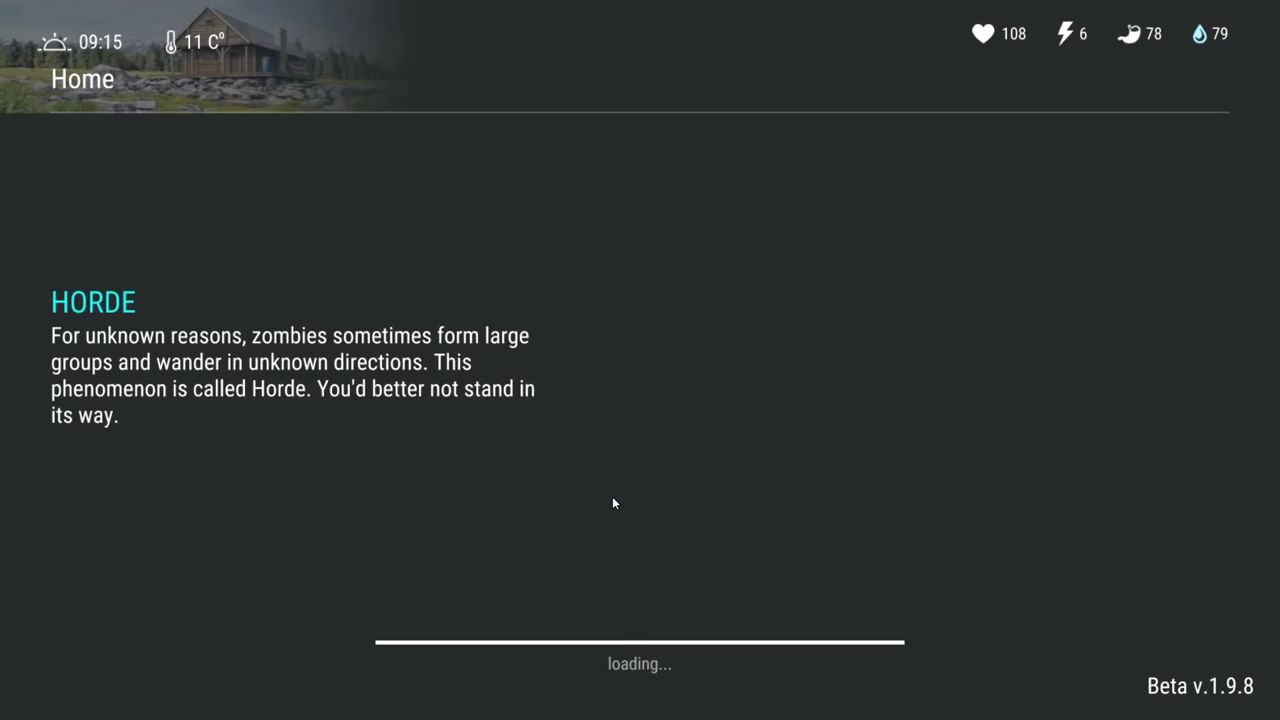 09:15 11 C° 108 6 78 79
Home
HORDE
For unknown reasons, zombies sometimes form large
groups and wander in unknown directions. This
phenomenon is called Horde. You'd better not stand in
its way.
loading...
Beta v.1.9.8